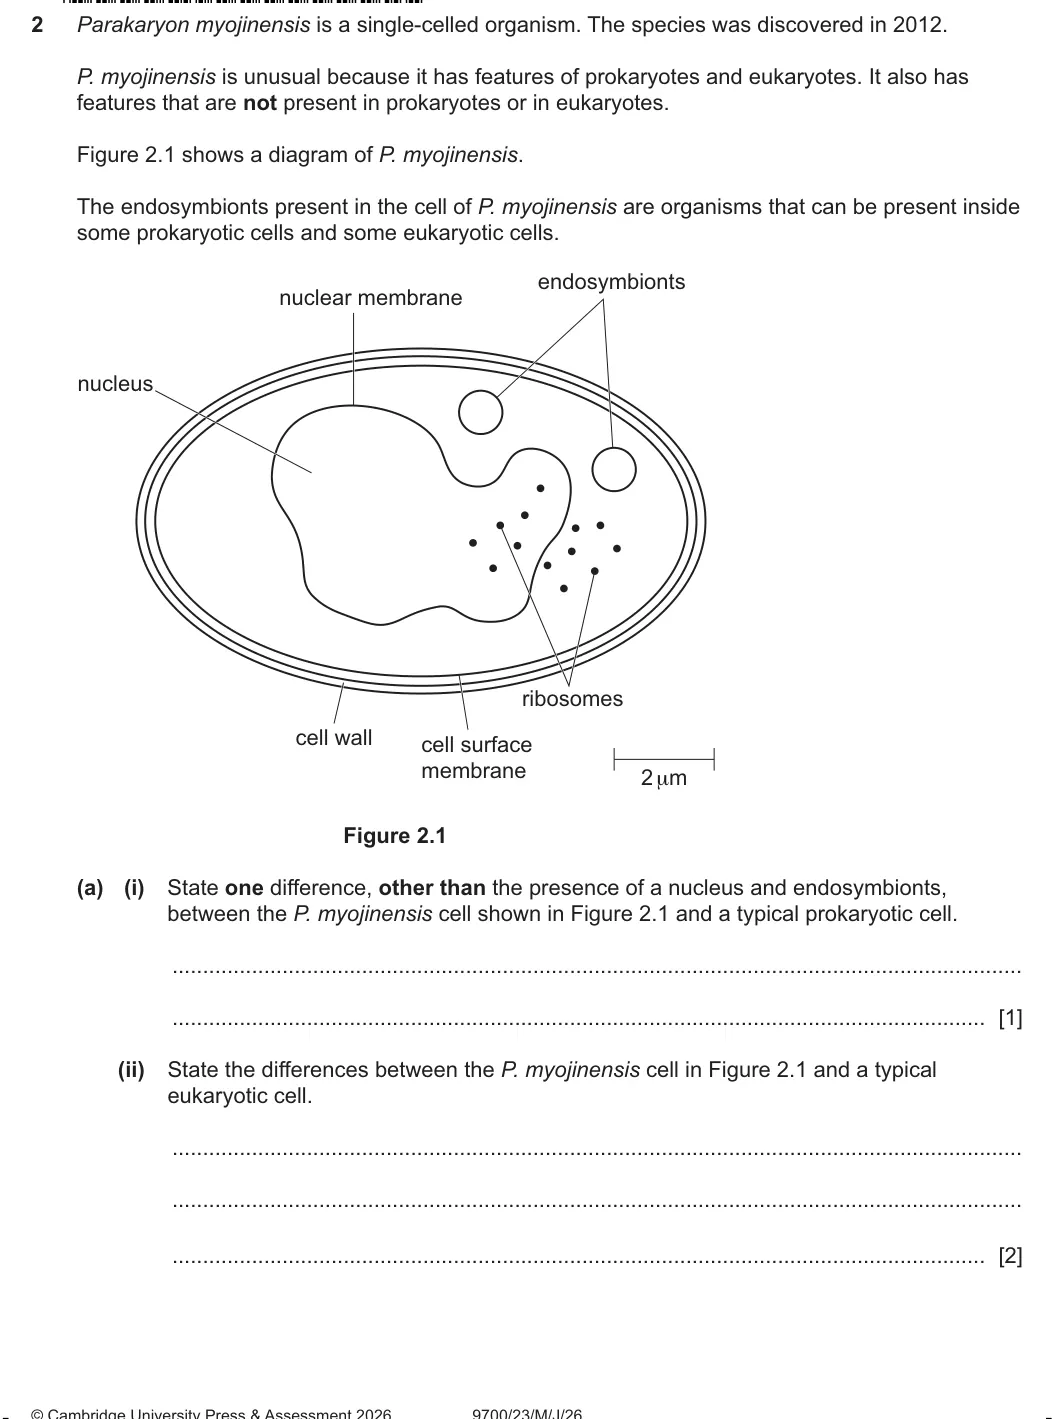 2 Parakaryon myojinensis is a single-celled organism. The species was discovered in 2012.
P. myojinensis is unusual because it has features of prokaryotes and eukaryotes. It also has
features that are not present in prokaryotes or in eukaryotes.
Figure 2.1 shows a diagram of P. myojinensis.
The endosymbionts present in the cell of P. myojinensis are organisms that can be present inside
some prokaryotic cells and some eukaryotic cells.
endosymbionts
nuclear membrane
nucleus
ribosomes
cell wall
cell surface
membrane
2 μm
Figure 2.1
(a) (i) State one difference, other than the presence of a nucleus and endosymbionts,
between the P. myojinensis cell shown in Figure 2.1 and a typical prokaryotic cell.
[1]
(ii) State the differences between the P. myojinensis cell in Figure 2.1 and a typical
eukaryotic cell.
[2]
© Cambridge University Press & Assessment 2026 9700/23/M/J/26